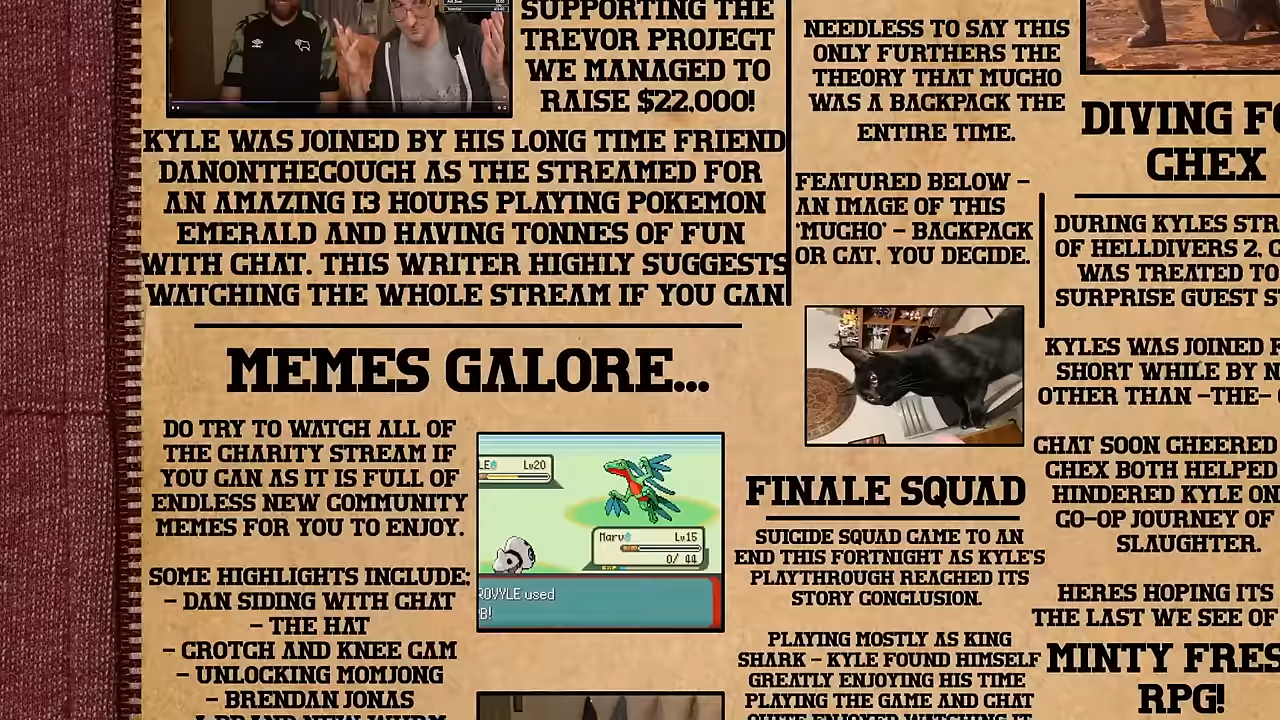 SUPPORTING THE
TREVOR PROJECT
WE MANAGED TO
RAISE $22,000!
KYLE WAS JOINED BY HIS LONG TIME FRIEND
DANONTHECOUCH AS THE STREAMED FOR
AN AMAZING 13 HOURS PLAYING POKEMON
EMERALD AND HAVING TONNES OF FUN
WITH CHAT. THIS WRITER HIGHLY SUGGESTS
WATCHING THE WHOLE STREAM IF YOU CAN
MEMES GALORE...
DO TRY TO WATCH ALL OF
THE CHARITY STREAM IF
YOU CAN AS IT IS FULL OF
ENDLESS NEW COMMUNITY
MEMES FOR YOU TO ENJOY.
SOME HIGHLIGHTS INCLUDE:
- DAN SIDING WITH CHAT
- THE HAT
- CROTCH AND KNEE CAM
- UNLOCKING MOMJONG
- BRENDAN JONAS
LE Lv20
Marv Lv15
0/ 44
ROVYLE used
B!
NEEDLESS TO SAY THIS
ONLY FURTHERS THE
THEORY THAT MUCHO
WAS A BACKPACK THE
ENTIRE TIME.
FEATURED BELOW -
AN IMAGE OF THIS
'MUCHO' - BACKPACK
OR CAT, YOU DECIDE.
FINALE SQUAD
SUICIDE SQUAD GAME TO AN
END THIS FORTNIGHT AS KYLE'S
PLAYTHROUGH REACHED ITS
STORY CONCLUSION.
PLAYING MOSTLY AS KING
SHARK - KYLE FOUND HIMSELF
GREATLY ENJOYING HIS TIME
PLAYING THE GAME AND CHAT
QUITE ENJOYED WATCHING IT
DIVING FO
CHEX
DURING KYLES STR
OF HELLDIVERS 2, C
WAS TREATED TO
SURPRISE GUEST S
KYLES WAS JOINED F
SHORT WHILE BY N
OTHER THAN -THE-
CHAT SOON CHEERED
CHEX BOTH HELPED
HINDERED KYLE ON
CO-OP JOURNEY OF
SLAUGHTER.
HERES HOPING ITS
THE LAST WE SEE OF
MINTY FRES
RPG!